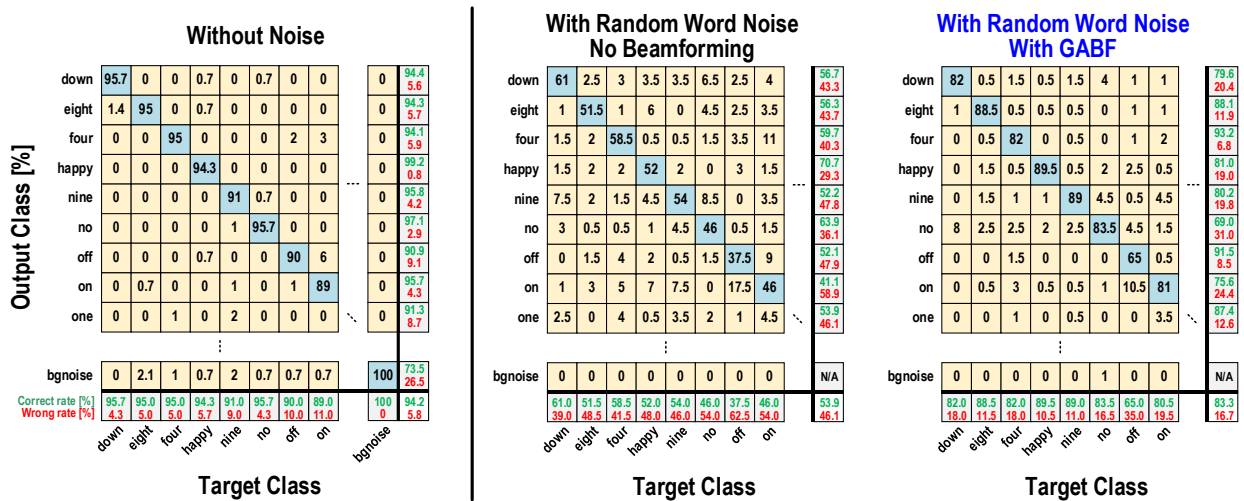 Without Noise
With Random Word Noise
No Beamforming
With Random Word Noise
With GABF
Output Class [%]
down 95.7 0 0 0.7 0 0.7 0 0 0 94.4 5.6
eight 1.4 95 0 0.7 0 0 0 0 0 94.3 5.7
four 0 0 95 0 0 0 2 3 0 94.1 5.9
happy 0 0 0 94.3 0 0 0 0 0 99.2 0.8
...
nine 0 0 0 0 91 0.7 0 0 0 95.8 4.2
no 0 0 0 0 1 95.7 0 0 0 97.1 2.9
off 0 0 0 0.7 0 0 90 6 0 90.9 9.1
on 0 0.7 0 0 1 0 1 89 0 95.7 4.3
one 0 0 1 0 2 0 0 0 0 91.3 8.7
bgnoise 0 2.1 1 0.7 2 0.7 0.7 0.7 100 73.5 26.5
Correct rate [%] 95.7 95.0 95.0 94.3 91.0 95.7 90.0 89.0 100 94.2
Wrong rate [%] 4.3 5.0 5.0 5.7 9.0 4.3 10.0 11.0 0 5.8
down eight four happy nine no off on bgnoise
Target Class
down 61 2.5 3 3.5 3.5 6.5 2.5 4 56.7 43.3
eight 1 51.5 1 6 0 4.5 2.5 3.5 56.3 43.7
four 1.5 2 58.5 0.5 0.5 1.5 3.5 11 59.7 40.3
happy 1.5 2 2 52 2 0 3 1.5 70.7 29.3
...
nine 7.5 2 1.5 4.5 54 8.5 0 3.5 52.2 47.8
no 3 0.5 0.5 1 4.5 46 0.5 1.5 63.9 36.1
off 0 1.5 4 2 0.5 1.5 37.5 9 52.1 47.9
on 1 3 5 7 7.5 0 17.5 46 41.1 58.9
one 2.5 0 4 0.5 3.5 2 1 4.5 53.9 46.1
bgnoise 0 0 0 0 0 0 0 0 N/A
61.0 51.5 58.5 52.0 54.0 46.0 37.5 46.0 53.9
39.0 48.5 41.5 48.0 46.0 54.0 62.5 54.0 46.1
down eight four happy nine no off on
Target Class
down 82 0.5 1.5 0.5 1.5 4 1 1 79.6 20.4
eight 1 88.5 0.5 0.5 0.5 0 1 0.5 88.1 11.9
four 0 0.5 82 0 0.5 0 1 2 93.2 6.8
happy 0 1.5 0.5 89.5 0.5 2 2.5 0.5 81.0 19.0
...
nine 0 1.5 1 1 89 4.5 0.5 4.5 80.2 19.8
no 8 2.5 2.5 2 2.5 83.5 4.5 1.5 69.0 31.0
off 0 0 1.5 0 0 0 65 0.5 91.5 8.5
on 0 0.5 3 0.5 0.5 1 10.5 81 75.6 24.4
one 0 0 1 0 0.5 0 0 3.5 87.4 12.6
bgnoise 0 0 0 0 0 1 0 0 N/A
82.0 88.5 82.0 89.5 89.0 83.5 65.0 80.5 83.3
18.0 11.5 18.0 10.5 11.0 16.5 35.0 19.5 16.7
down eight four happy nine no off on
Target Class